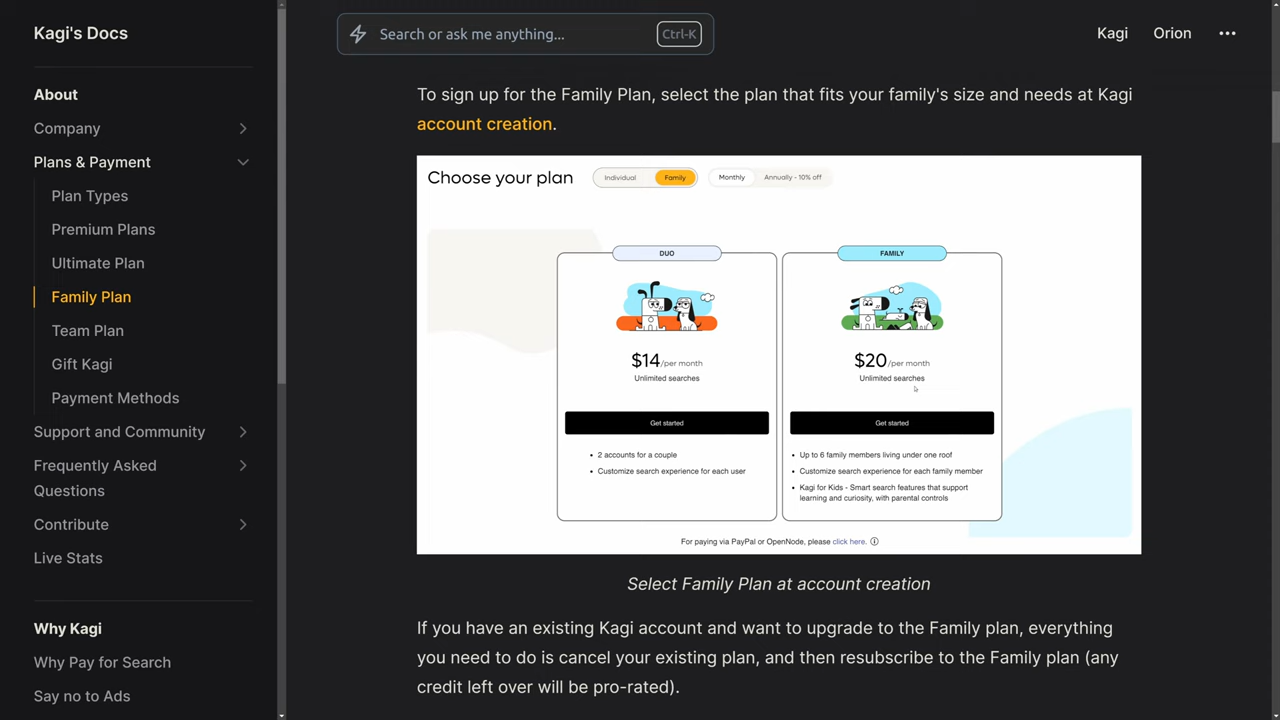 Kagi's Docs
Search or ask me anything...
Ctrl-K
Kagi
Orion
About
Company
Plans & Payment
Plan Types
Premium Plans
Ultimate Plan
Family Plan
Team Plan
Gift Kagi
Payment Methods
Support and Community
Frequently Asked
Questions
Contribute
Live Stats
Why Kagi
Why Pay for Search
Say no to Ads
To sign up for the Family Plan, select the plan that fits your family's size and needs at Kagi
account creation.
Choose your plan
Individual
Family
Monthly
Annually - 10% off
DUO
$14/per month
Unlimited searches
Get started
• 2 accounts for a couple
• Customize search experience for each user
FAMILY
$20/per month
Unlimited searches
Get started
• Up to 6 family members living under one roof
• Customize search experience for each family member
• Kagi for Kids - Smart search features that support
learning and curiosity, with parental controls
For paying via PayPal or OpenNode, please click here.
Select Family Plan at account creation
If you have an existing Kagi account and want to upgrade to the Family plan, everything
you need to do is cancel your existing plan, and then resubscribe to the Family plan (any
credit left over will be pro-rated).